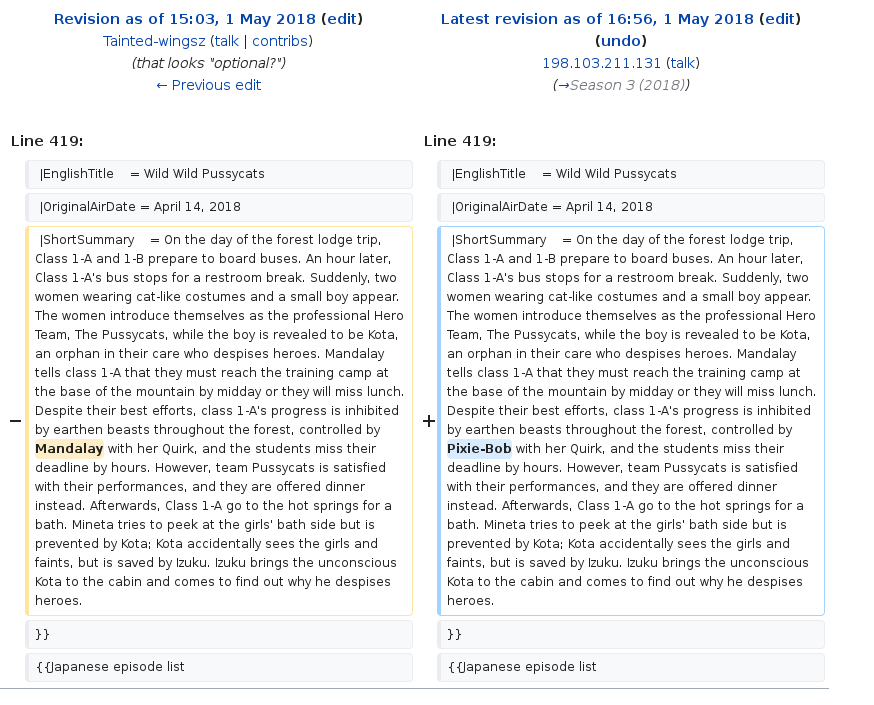 Revision as of 15:03, 1 May 2018 (edit)
Tainted-wingsz (talk | contribs)
(that looks "optional?")
← Previous edit
Latest revision as of 16:56, 1 May 2018 (edit)
(undo)
198.103.211.131 (talk)
(→Season 3 (2018))
Line 419:
|EnglishTitle = Wild Wild Pussycats
|OriginalAirDate = April 14, 2018
−
|ShortSummary = On the day of the forest lodge trip,
Class 1-A and 1-B prepare to board buses. An hour later,
Class 1-A's bus stops for a restroom break. Suddenly, two
women wearing cat-like costumes and a small boy appear.
The women introduce themselves as the professional Hero
Team, The Pussycats, while the boy is revealed to be Kota,
an orphan in their care who despises heroes. Mandalay
tells class 1-A that they must reach the training camp at
the base of the mountain by midday or they will miss lunch.
Despite their best efforts, class 1-A's progress is inhibited
by earthen beasts throughout the forest, controlled by
Mandalay with her Quirk, and the students miss their
deadline by hours. However, team Pussycats is satisfied
with their performances, and they are offered dinner
instead. Afterwards, Class 1-A go to the hot springs for a
bath. Mineta tries to peek at the girls' bath side but is
prevented by Kota; Kota accidentally sees the girls and
faints, but is saved by Izuku. Izuku brings the unconscious
Kota to the cabin and comes to find out why he despises
heroes.
}}
{{Japanese episode list
Line 419:
|EnglishTitle = Wild Wild Pussycats
|OriginalAirDate = April 14, 2018
+
|ShortSummary = On the day of the forest lodge trip,
Class 1-A and 1-B prepare to board buses. An hour later,
Class 1-A's bus stops for a restroom break. Suddenly, two
women wearing cat-like costumes and a small boy appear.
The women introduce themselves as the professional Hero
Team, The Pussycats, while the boy is revealed to be Kota,
an orphan in their care who despises heroes. Mandalay
tells class 1-A that they must reach the training camp at
the base of the mountain by midday or they will miss lunch.
Despite their best efforts, class 1-A's progress is inhibited
by earthen beasts throughout the forest, controlled by
Pixie-Bob with her Quirk, and the students miss their
deadline by hours. However, team Pussycats is satisfied
with their performances, and they are offered dinner
instead. Afterwards, Class 1-A go to the hot springs for a
bath. Mineta tries to peek at the girls' bath side but is
prevented by Kota; Kota accidentally sees the girls and
faints, but is saved by Izuku. Izuku brings the unconscious
Kota to the cabin and comes to find out why he despises
heroes.
}}
{{Japanese episode list